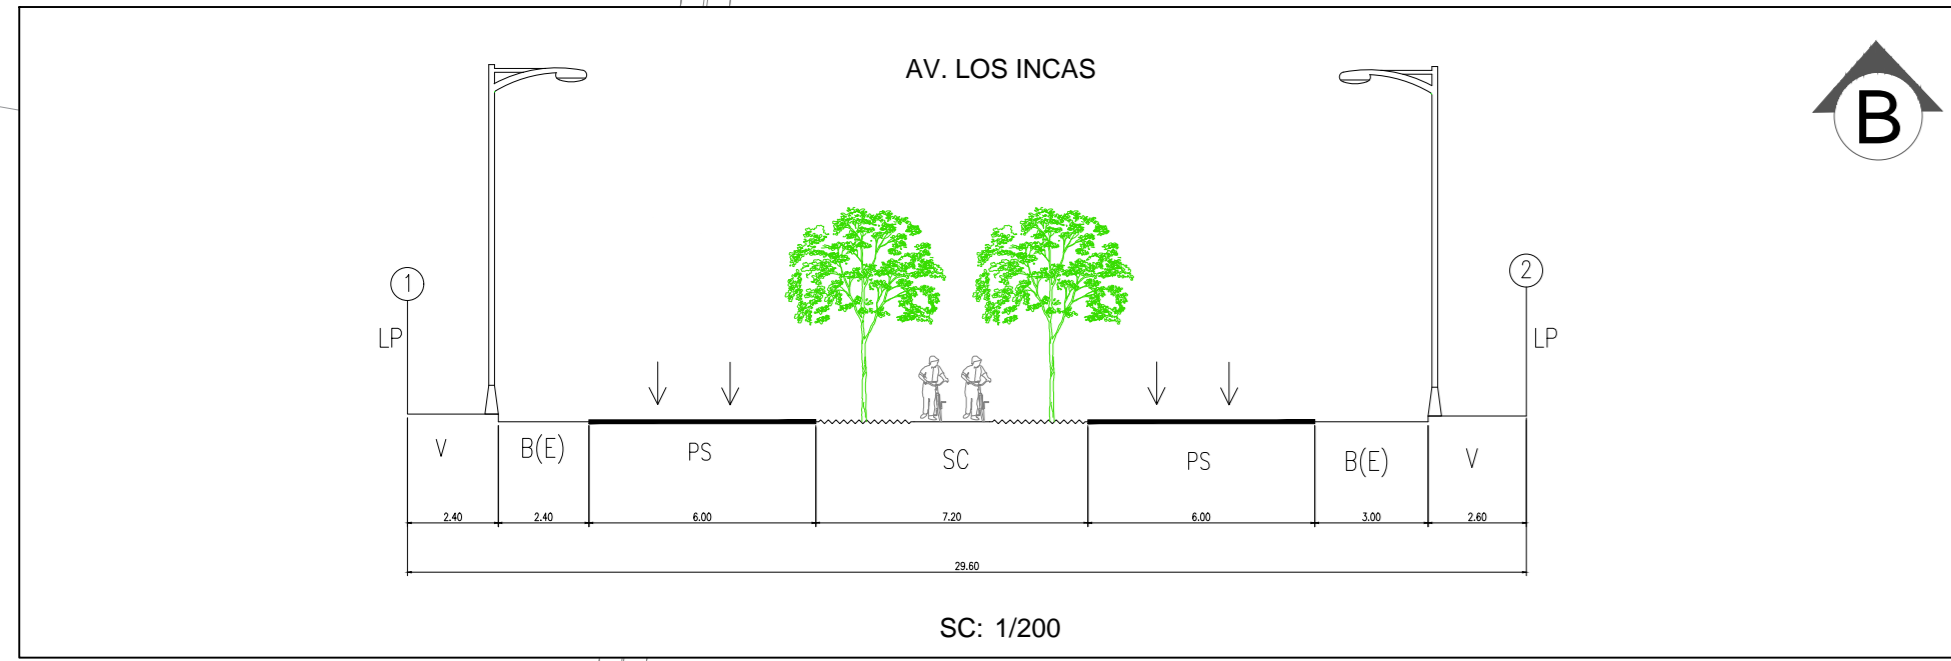 AV. LOS INCAS
B
1
2
LP
LP
V B(E) PS SC PS B(E) V
2.40 2.40 6.00 7.20 6.00 3.00 2.60
29.60
SC: 1/200